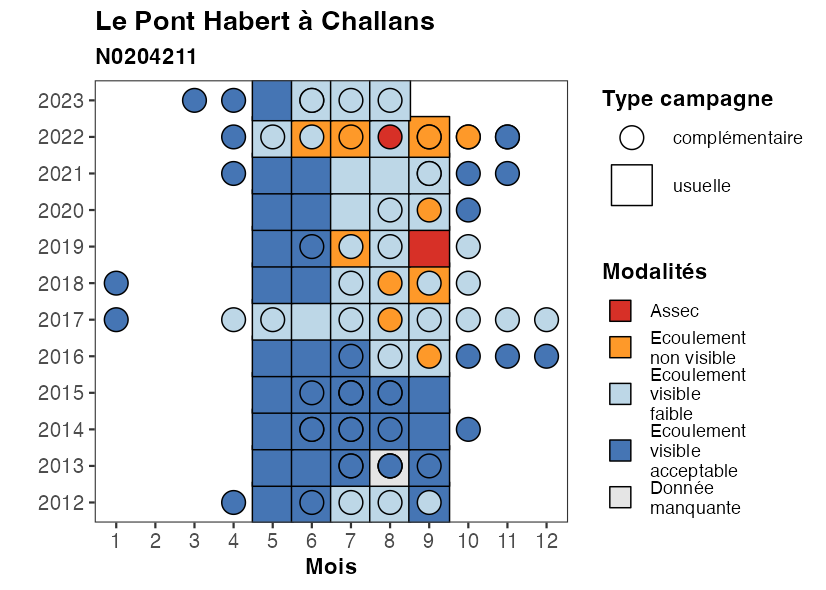 Le Pont Habert à Challans
N0204211
2023
2022
2021
2020
2019
2018
2017
2016
2015
2014
2013
2012
1 2 3 4 5 6 7 8 9 10 11 12
Mois
Type campagne
complémentaire
usuelle
Modalités
Assec
Ecoulement
non visible
Ecoulement
visible
faible
Ecoulement
visible
acceptable
Donnée
manquante